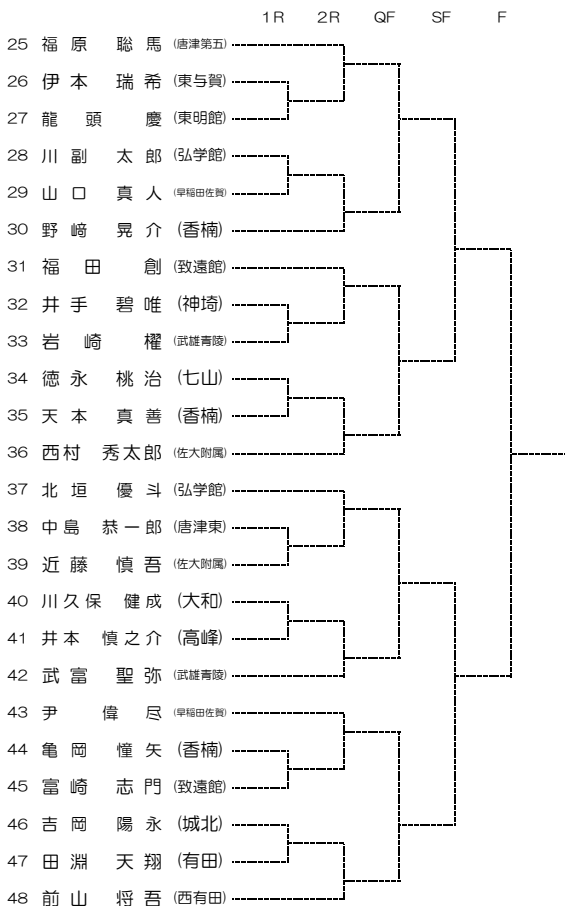 1R 2R QF SF F
25 福原 聡馬 (唐津第五)
26 伊本 瑞希 (東与賀)
27 龍頭 慶 (東明館)
28 川副 太郎 (弘学館)
29 山口 真人 (早稲田佐賀)
30 野﨑 晃介 (香楠)
31 福田 創 (致遠館)
32 井手 碧唯 (神埼)
33 岩崎 櫂 (武雄青陵)
34 徳永 桃治 (七山)
35 天本 真善 (香楠)
36 西村 秀太郎 (佐大附属)
37 北垣 優斗 (弘学館)
38 中島 恭一郎 (唐津東)
39 近藤 慎吾 (佐大附属)
40 川久保 健成 (大和)
41 井本 慎之介 (高峰)
42 武富 聖弥 (武雄青陵)
43 尹 偉尽 (早稲田佐賀)
44 亀岡 憧矢 (香楠)
45 富崎 志門 (致遠館)
46 吉岡 陽永 (城北)
47 田淵 天翔 (有田)
48 前山 将吾 (西有田)